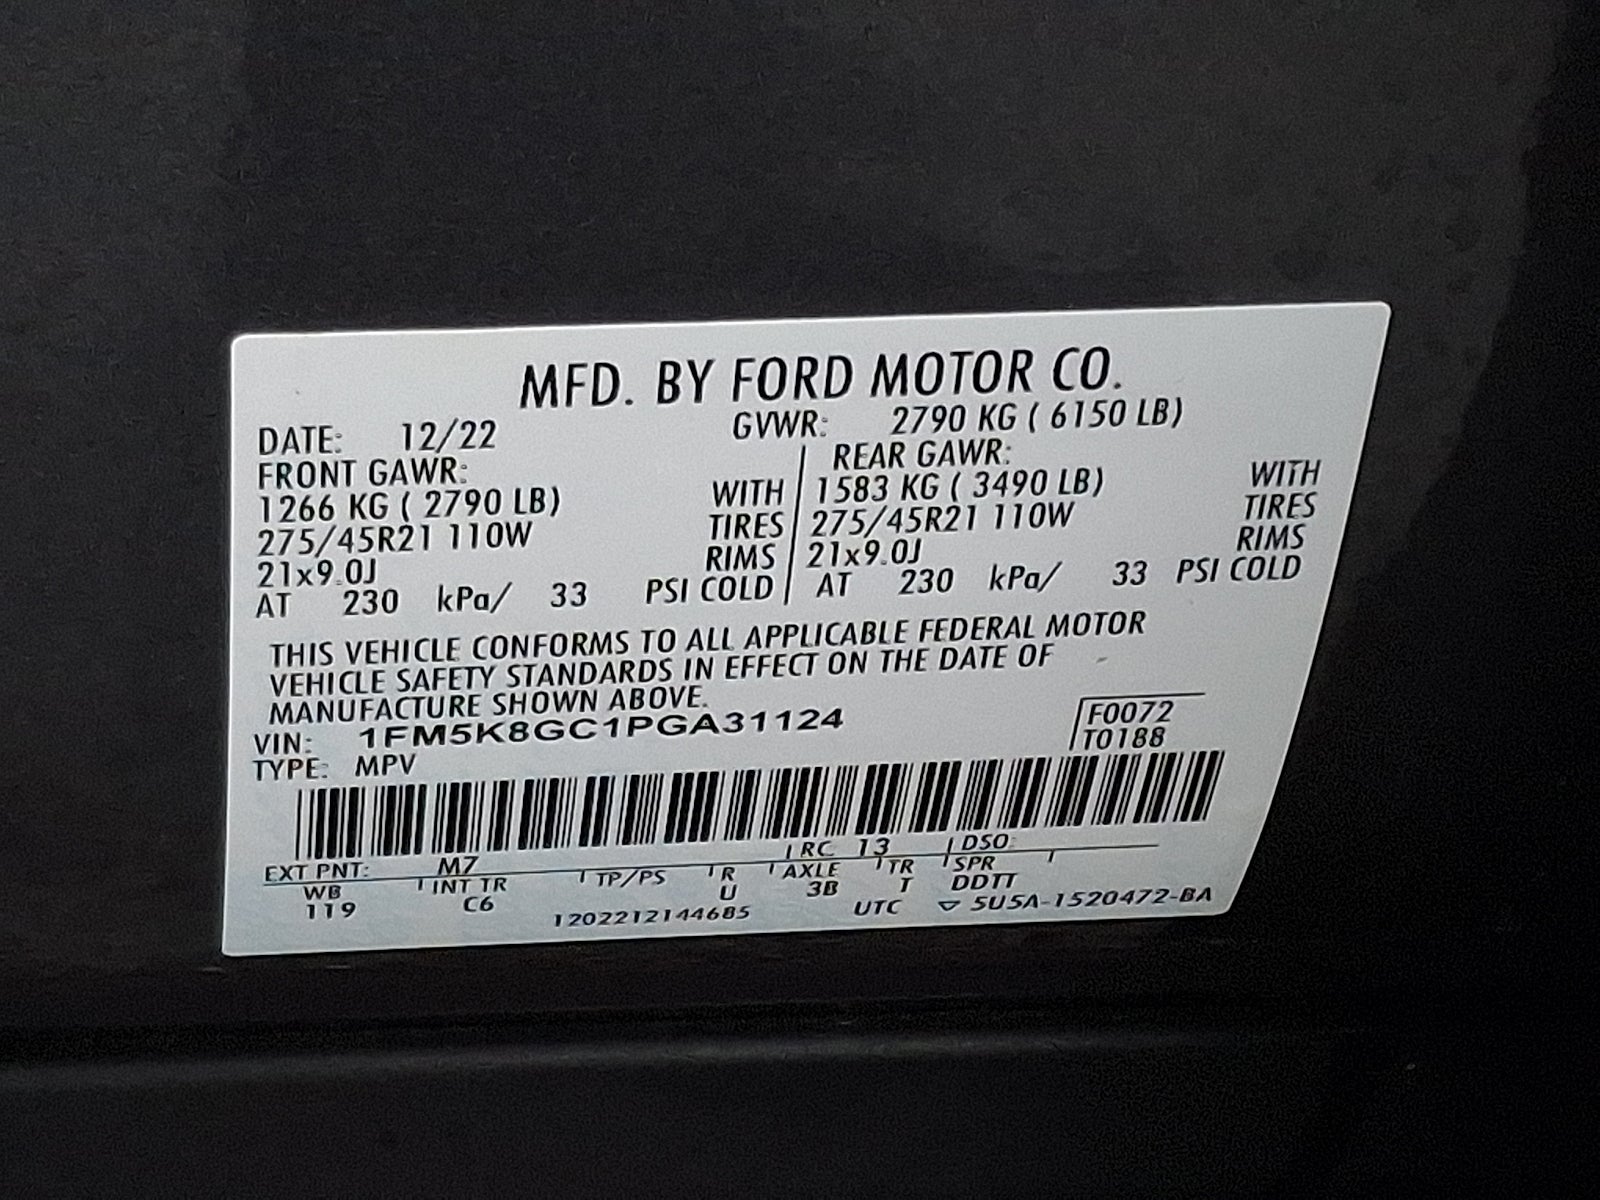 MFD. BY FORD MOTOR CO.
DATE: 12/22 GVWR: 2790 KG ( 6150 LB)
FRONT GAWR: REAR GAWR:
1266 KG ( 2790 LB) WITH 1583 KG ( 3490 LB) WITH
275/45R21 110W TIRES 275/45R21 110W TIRES
21x9.0J RIMS 21x9.0J RIMS
AT 230 kPa/ 33 PSI COLD AT 230 kPa/ 33 PSI COLD
THIS VEHICLE CONFORMS TO ALL APPLICABLE FEDERAL MOTOR
VEHICLE SAFETY STANDARDS IN EFFECT ON THE DATE OF
MANUFACTURE SHOWN ABOVE.
VIN: 1FM5K8GC1PGA31124 F0072
TYPE: MPV T0188
EXT PNT: M7 RC 13 DSO:
WB INT TR TP/PS R AXLE TR SPR
119 C6 U 3B T DDTT
1202212144685 UTC ▽ 5U5A-1520472-BA